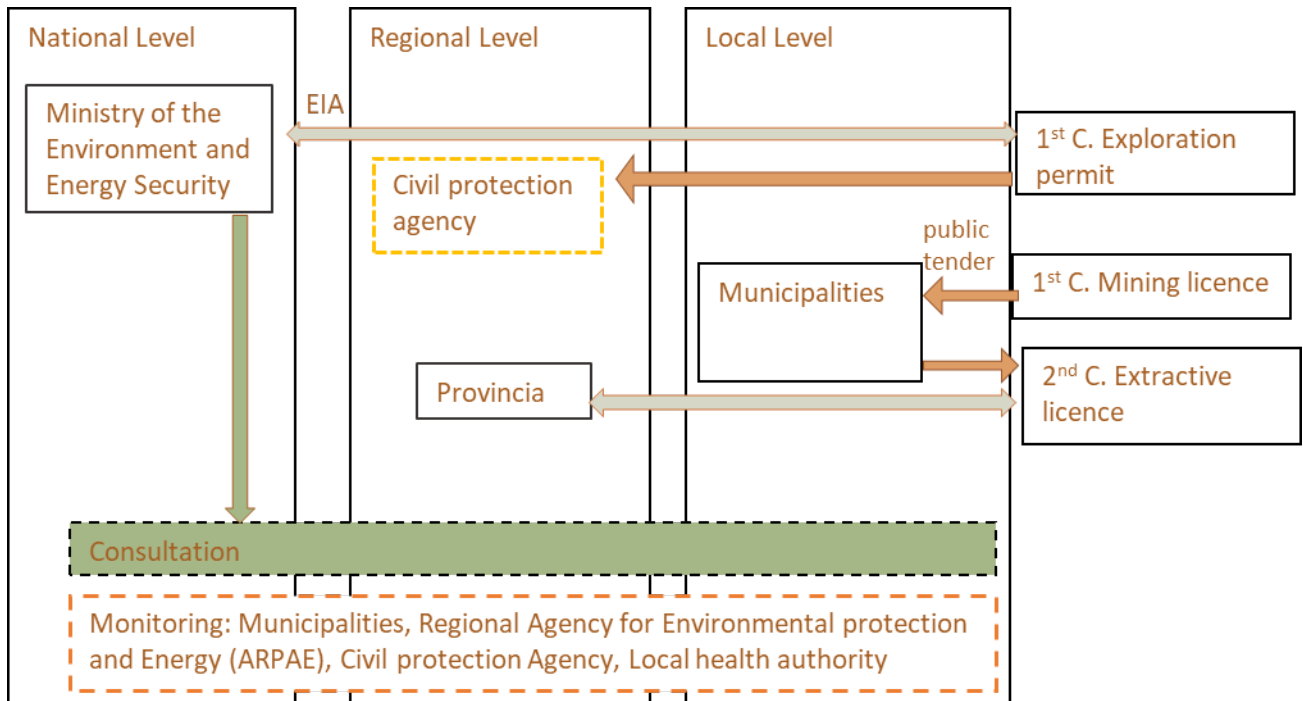 National Level
Regional Level
Local Level
Ministry of the
Environment and
Energy Security
EIA
1st C. Exploration
permit
Civil protection
agency
public
tender
Municipalities
1st C. Mining licence
Provincia
2nd C. Extractive
licence
Consultation
Monitoring: Municipalities, Regional Agency for Environmental protection
and Energy (ARPAE), Civil protection Agency, Local health authority